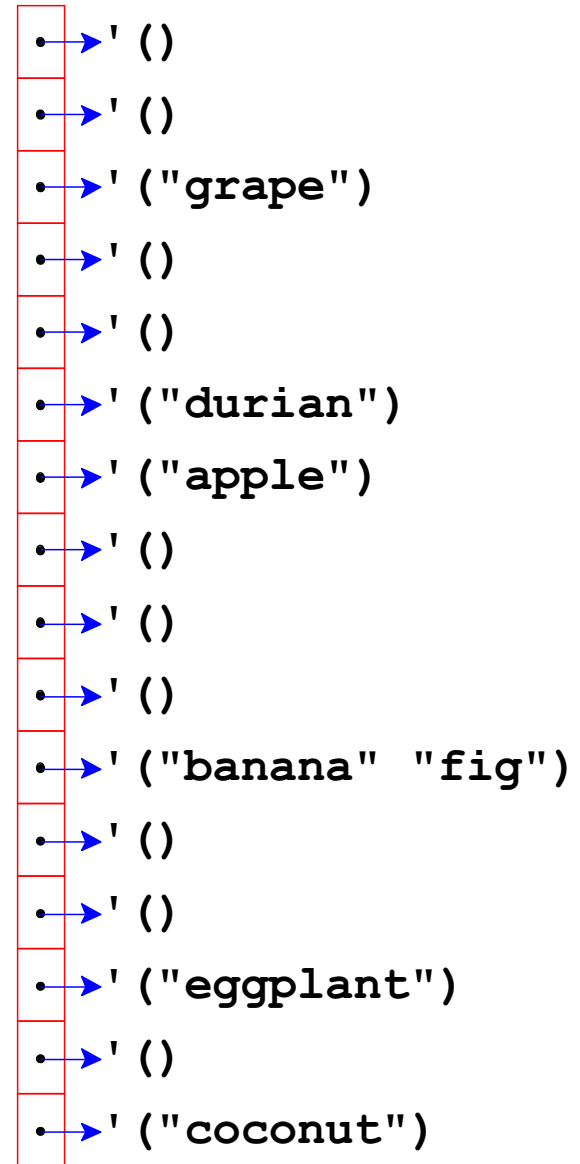 '()
'()
'("grape")
'()
'()
'("durian")
'("apple")
'()
'()
'()
'("banana" "fig")
'()
'()
'("eggplant")
'()
'("coconut")